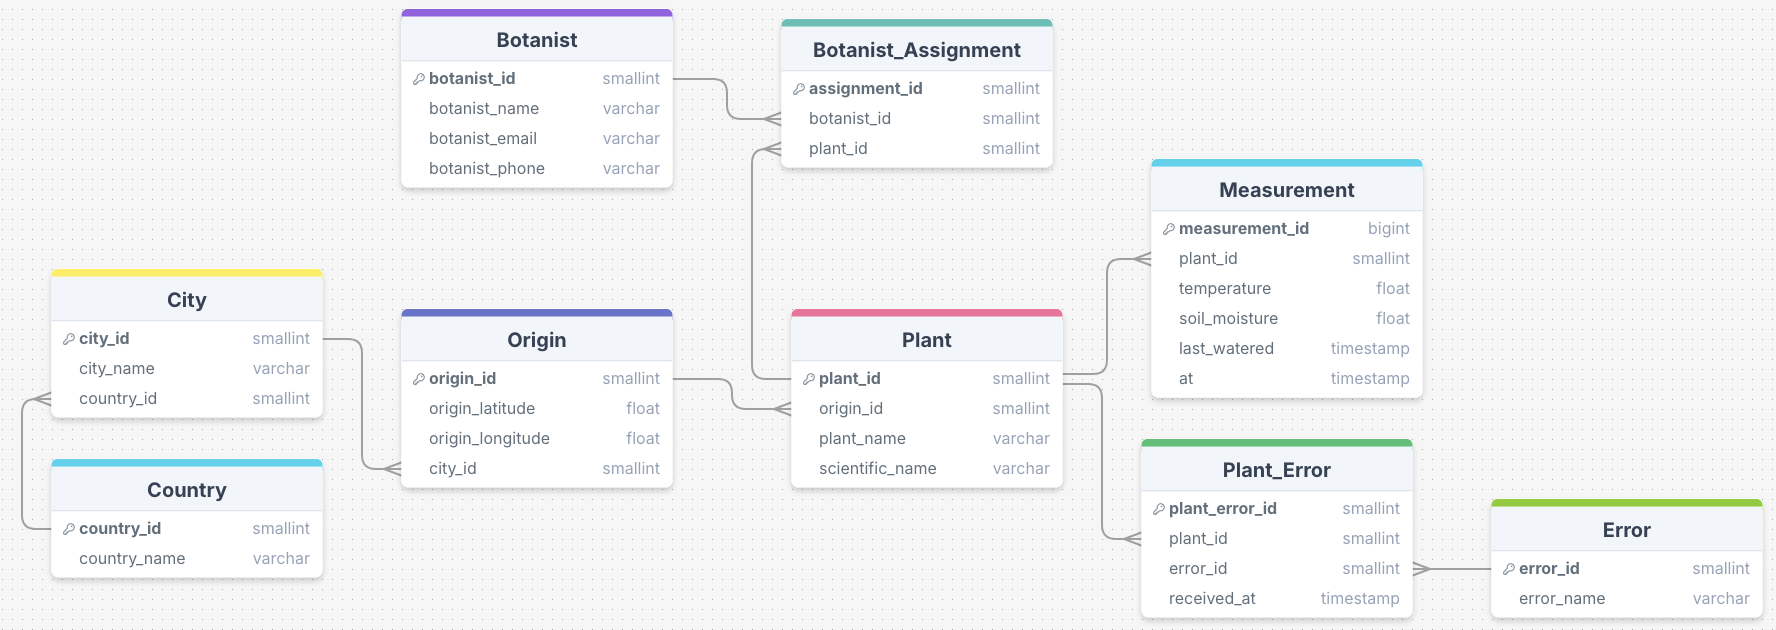 Botanist
botanist_id smallint
botanist_name varchar
botanist_email varchar
botanist_phone varchar
Botanist_Assignment
assignment_id smallint
botanist_id smallint
plant_id smallint
Measurement
measurement_id bigint
plant_id smallint
temperature float
soil_moisture float
last_watered timestamp
at timestamp
City
city_id smallint
city_name varchar
country_id smallint
Origin
origin_id smallint
origin_latitude float
origin_longitude float
city_id smallint
Plant
plant_id smallint
origin_id smallint
plant_name varchar
scientific_name varchar
Country
country_id smallint
country_name varchar
Plant_Error
plant_error_id smallint
plant_id smallint
error_id smallint
received_at timestamp
Error
error_id smallint
error_name varchar